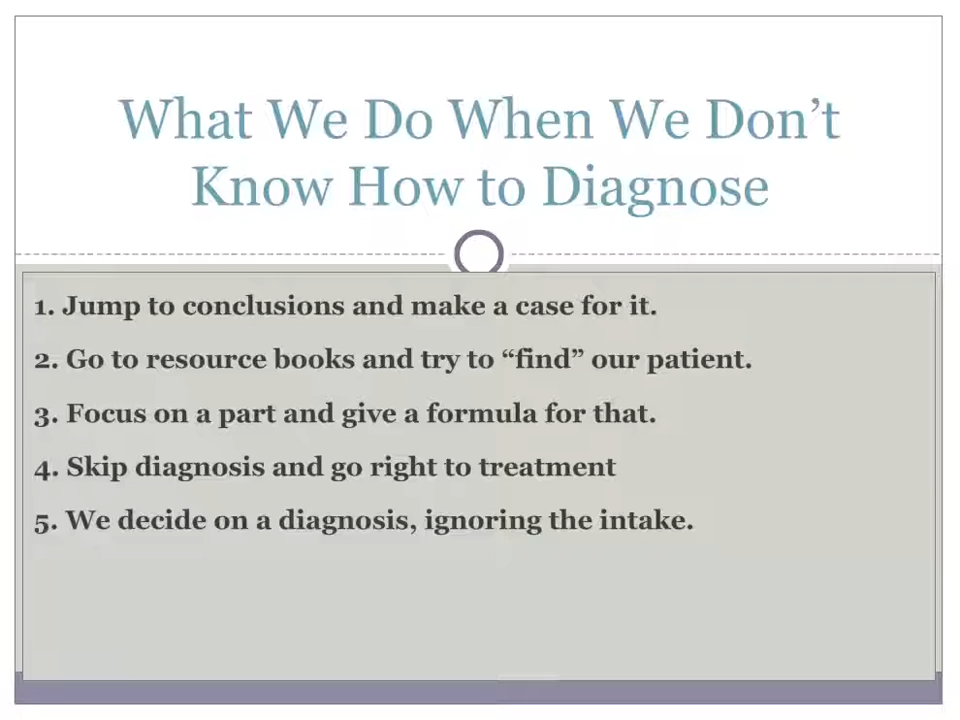 What We Do When We Don’t
Know How to Diagnose
1. Jump to conclusions and make a case for it.
2. Go to resource books and try to “find” our patient.
3. Focus on a part and give a formula for that.
4. Skip diagnosis and go right to treatment
5. We decide on a diagnosis, ignoring the intake.